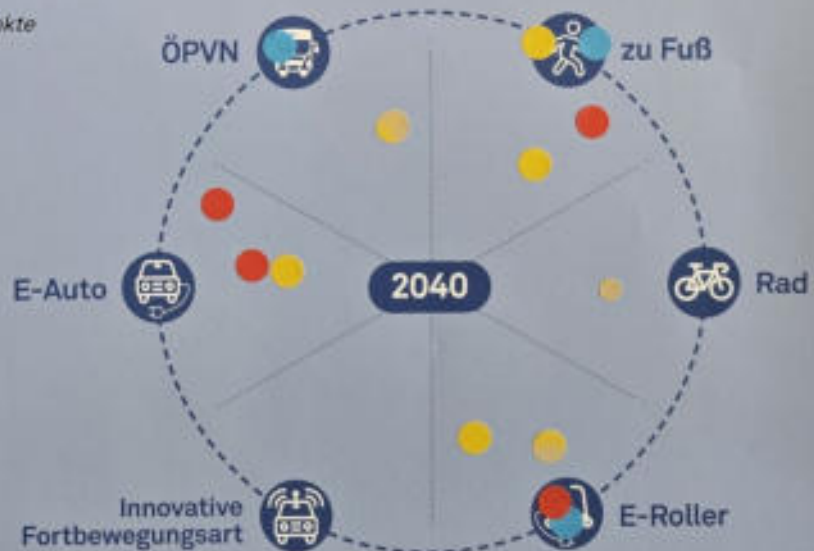 ÖPVN
zu Fuß
E-Auto
2040
Rad
Innovative
Fortbewegungsart
E-Roller